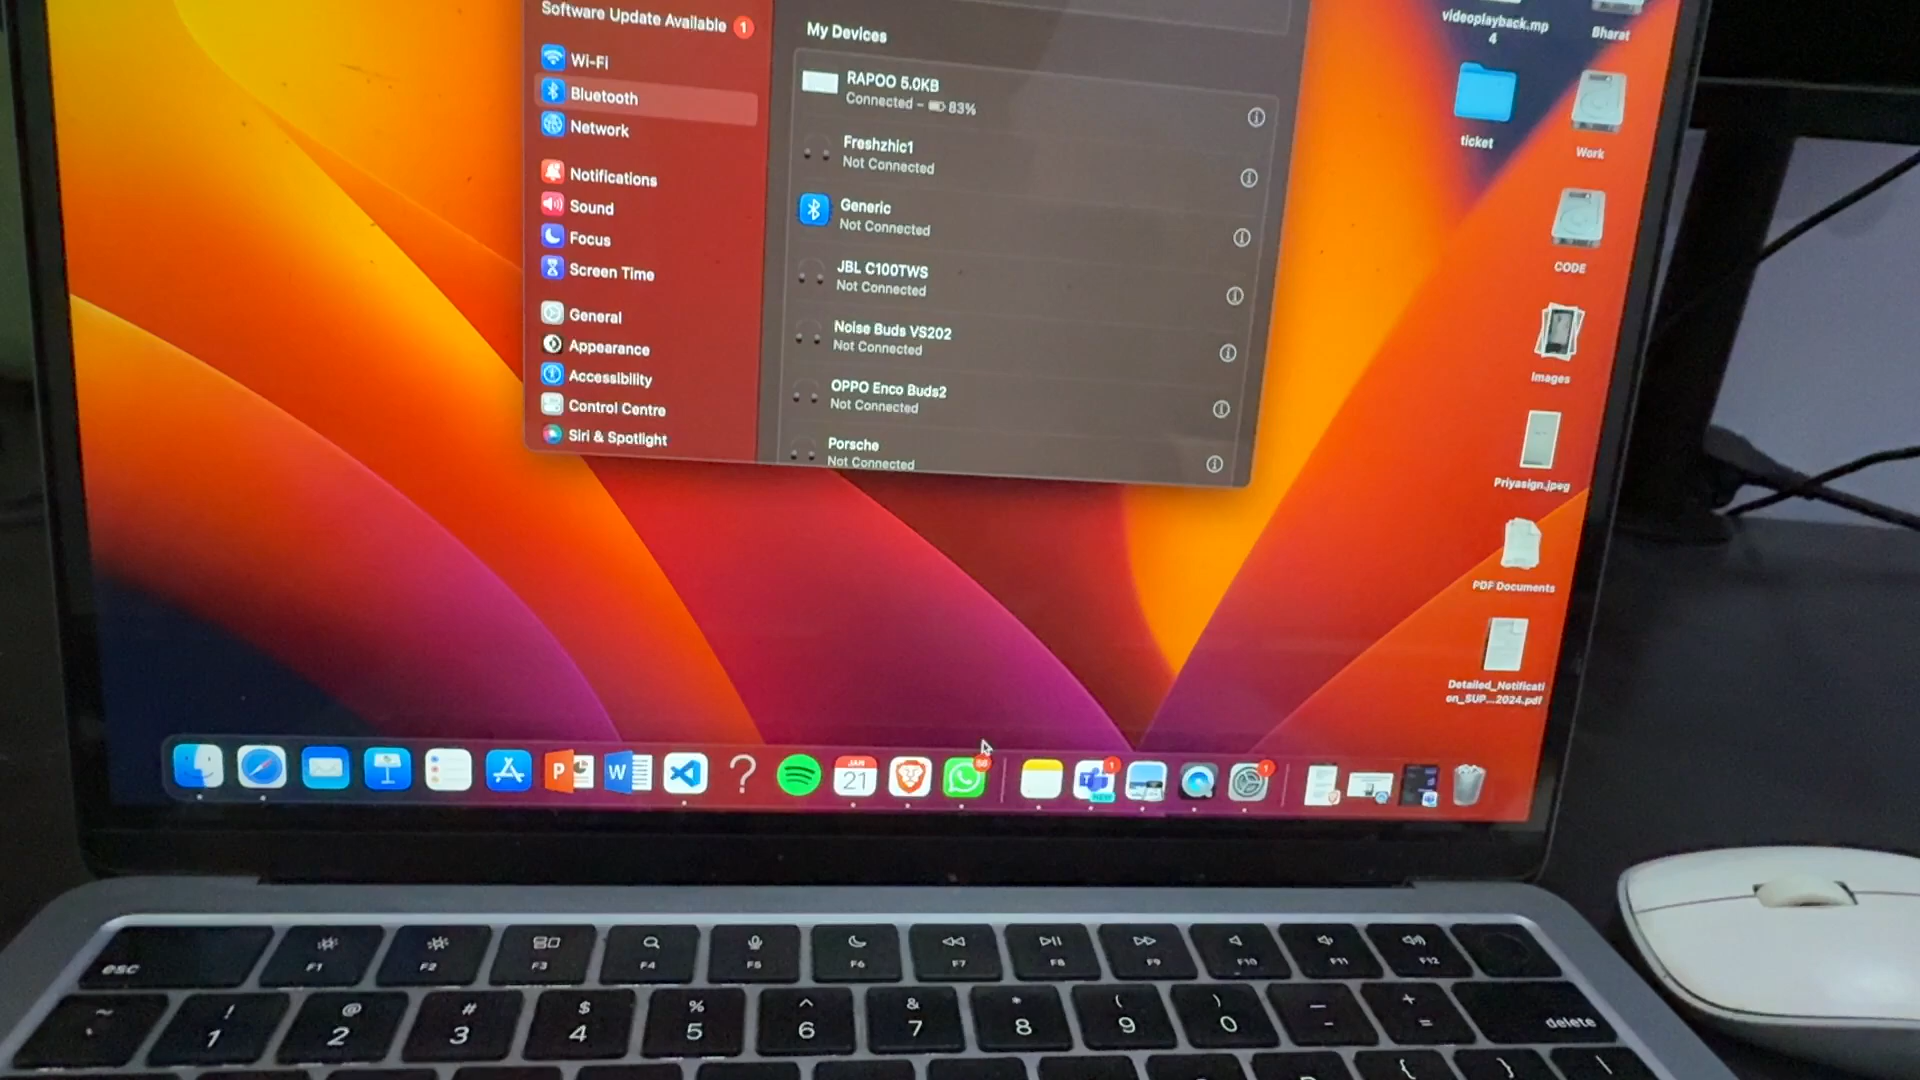 Software Update Available 1
Wi-Fi
Bluetooth
Network
Notifications
Sound
Focus
Screen Time
General
Appearance
Accessibility
Control Centre
Siri & Spotlight
My Devices
RAPOO 5.0KB
Connected – 83%
Freshzhic1
Not Connected
Generic
Not Connected
JBL C100TWS
Not Connected
Noise Buds VS202
Not Connected
OPPO Enco Buds2
Not Connected
Porsche
Not Connected
videoplayback.mp
4
Bharat
ticket
Work
CODE
Images
Priyasign.jpeg
PDF Documents
Detailed_Notificati
on_SUP...2024.pdf
P
W
?
JAN
21
T
1
NEW
1
esc
F1
F2
F3
F4
F5
F6
F7
F8
F9
F10
F11
F12
~
`
!
1
@
2
#
3
$
4
%
5
^
6
&
7
*
8
(
9
)
0
—
-
+
=
delete
{
}